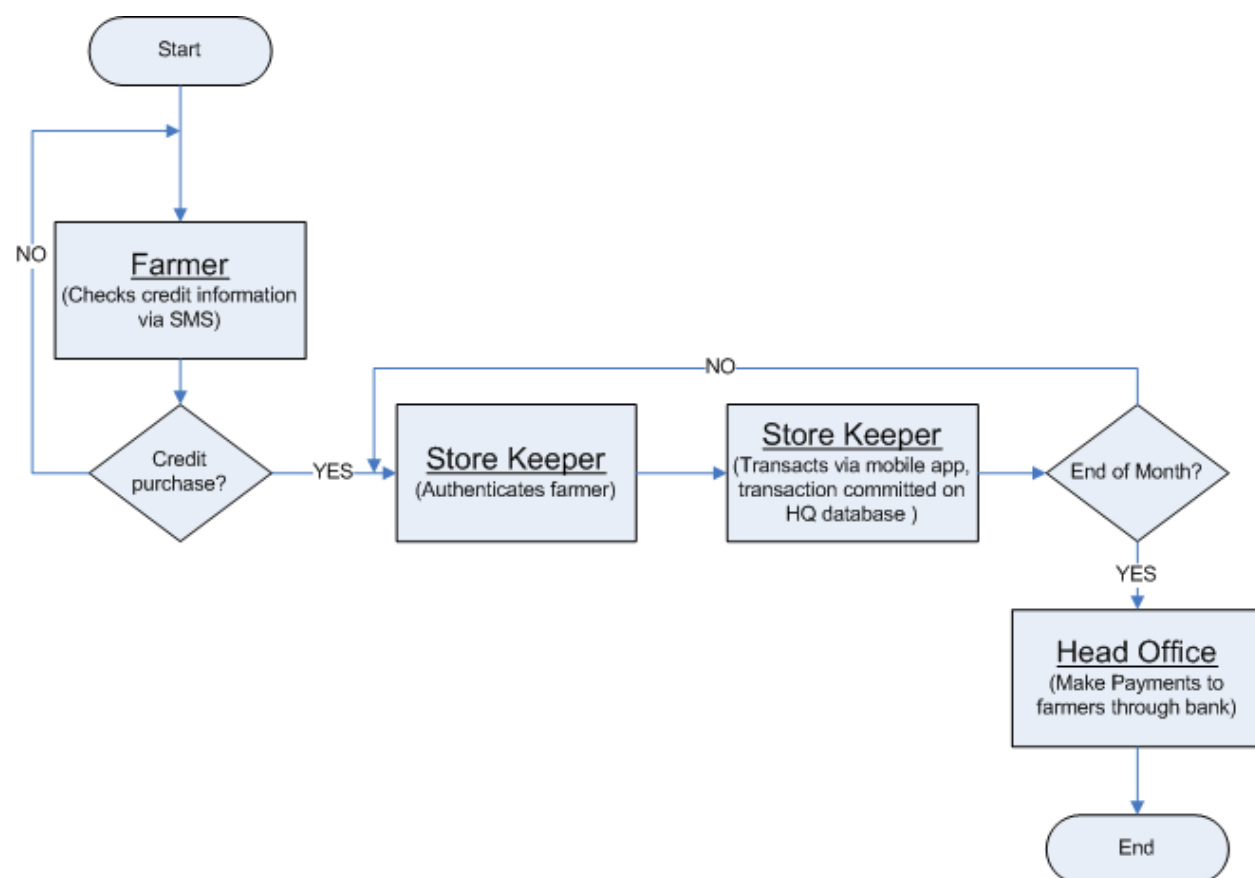 Start
NO
Farmer
(Checks credit information
via SMS)
Credit
purchase?
YES
NO
Store Keeper
(Authenticates farmer)
Store Keeper
(Transacts via mobile app,
transaction committed on
HQ database )
End of Month?
YES
Head Office
(Make Payments to
farmers through bank)
End